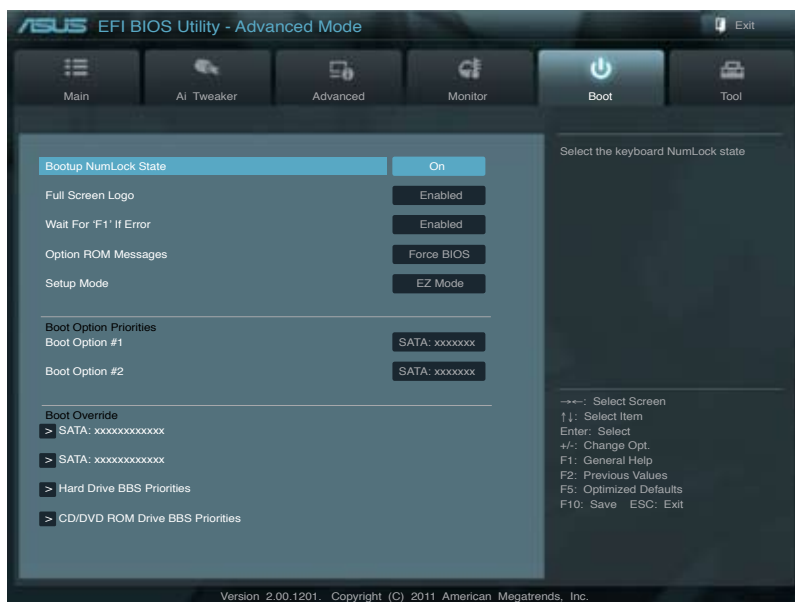 ASUS EFI BIOS Utility - Advanced Mode
Exit
Main
Ai Tweaker
Advanced
Monitor
Boot
Tool
Bootup NumLock State On
Full Screen Logo Enabled
Wait For ‘F1’ If Error Enabled
Option ROM Messages Force BIOS
Setup Mode EZ Mode
Boot Option Priorities
Boot Option #1 SATA: xxxxxxx
Boot Option #2 SATA: xxxxxxx
Boot Override
> SATA: xxxxxxxxxxxx
> SATA: xxxxxxxxxxxx
> Hard Drive BBS Priorities
> CD/DVD ROM Drive BBS Priorities
Select the keyboard NumLock state
→←: Select Screen
↑↓: Select Item
Enter: Select
+/-: Change Opt.
F1: General Help
F2: Previous Values
F5: Optimized Defaults
F10: Save ESC: Exit
Version 2.00.1201. Copyright (C) 2011 American Megatrends, Inc.